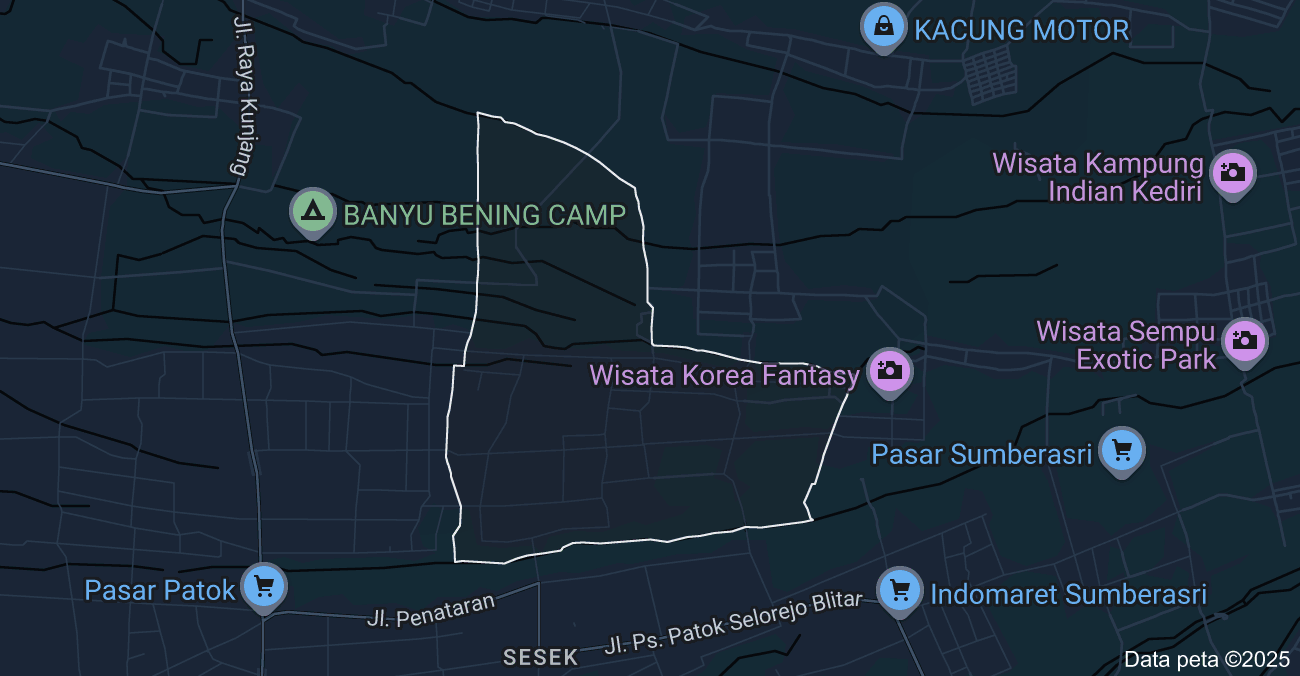 KACUNG MOTOR
Jl. Raya Kunjang
Wisata Kampung
Indian Kediri
BANYU BENING CAMP
Wisata Sempu
Exotic Park
Wisata Korea Fantasy
Pasar Sumberasri
Pasar Patok
Jl. Penataran
Indomaret Sumberasri
Jl. Ps. Patok Selorejo Blitar
SESEK
Data peta ©2025